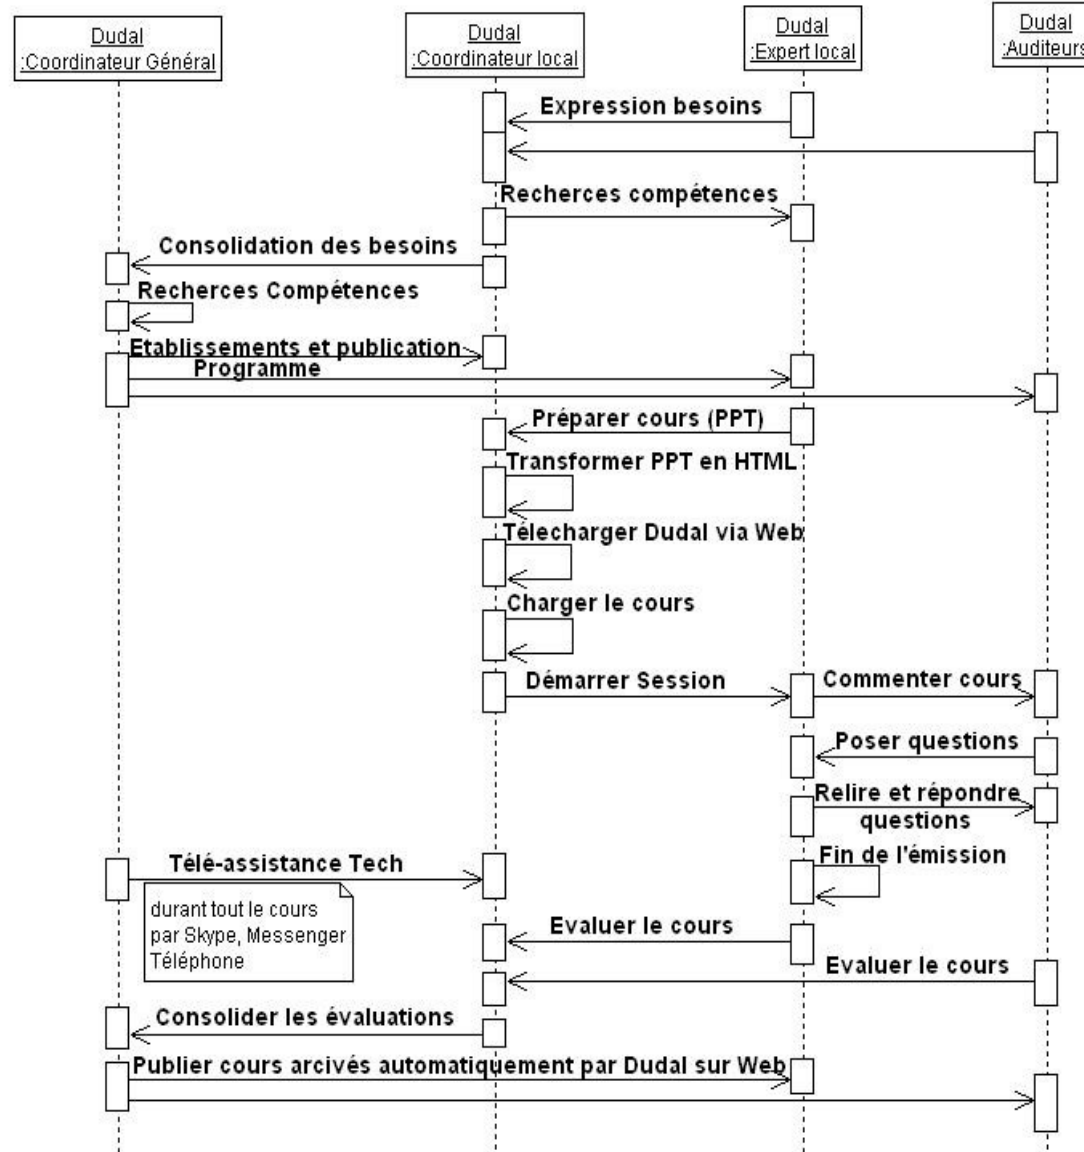 Dudal
:Coordinateur Général
Dudal
:Coordinateur local
Dudal
:Expert local
Dudal
:Auditeurs
Expression besoins
Recherces compétences
Consolidation des besoins
Recherces Compétences
Etablissements et publication
Programme
Préparer cours (PPT)
Transformer PPT en HTML
Télecharger Dudal via Web
Charger le cours
Démarrer Session
Commenter cours
Poser questions
Relire et répondre
questions
Fin de l'émission
Télé-assistance Tech
durant tout le cours
par Skype, Messenger
Téléphone
Evaluer le cours
Evaluer le cours
Consolider les évaluations
Publier cours arcivés automatiquement par Dudal sur Web